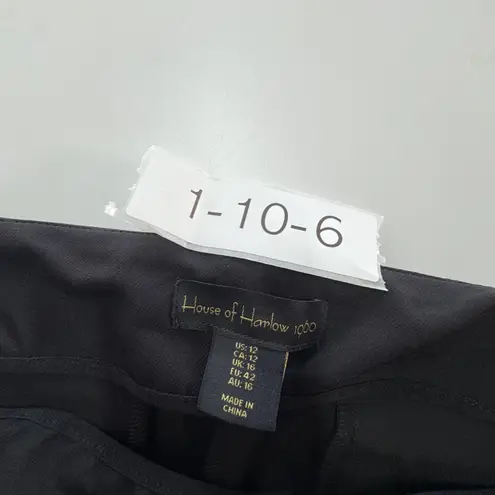 1-10-6
House of Harlow 1960
US: 12
CA: 12
UK: 16
EU: 42
AU: 16
MADE IN
CHINA